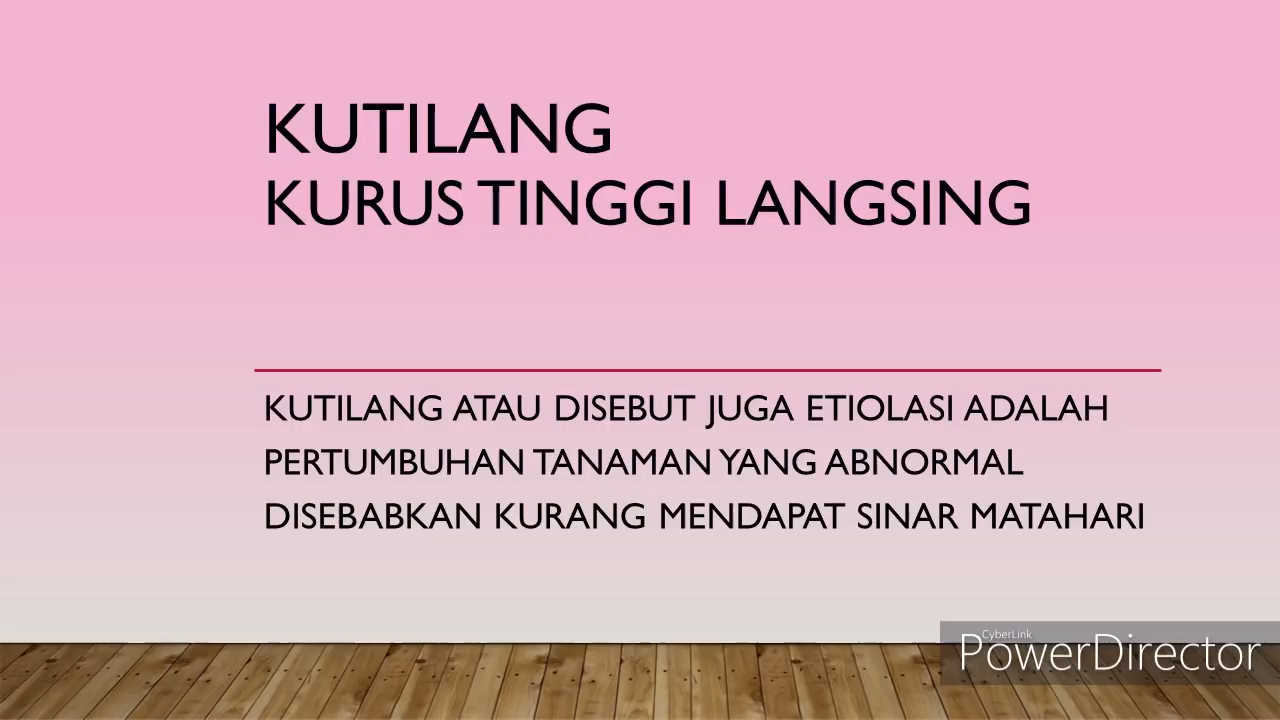 KUTILANG
KURUS TINGGI LANGSING
KUTILANG ATAU DISEBUT JUGA ETIOLASI ADALAH
PERTUMBUHAN TANAMAN YANG ABNORMAL
DISEBABKAN KURANG MENDAPAT SINAR MATAHARI
CyberLink
PowerDirector